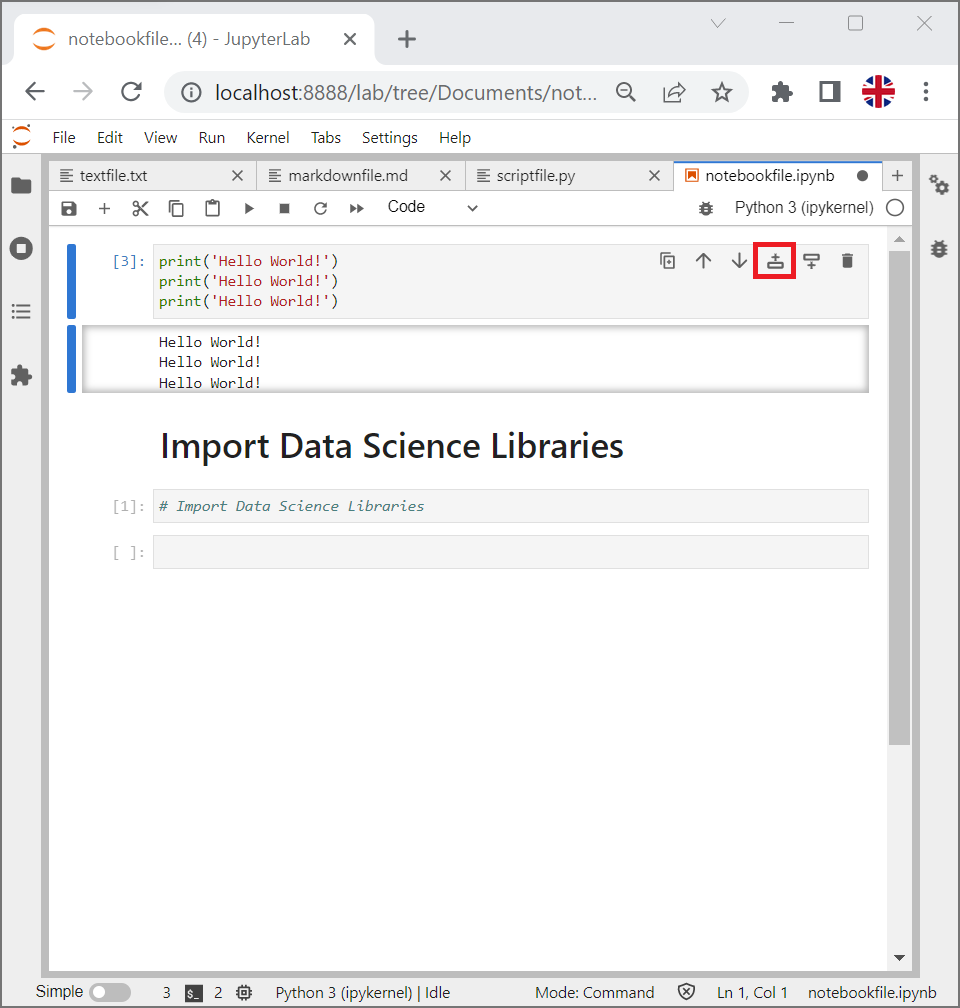 notebookfile... (4) - JupyterLab
localhost:8888/lab/tree/Documents/not...
File Edit View Run Kernel Tabs Settings Help
textfile.txt markdownfile.md scriptfile.py notebookfile.ipynb
Code Python 3 (ipykernel)
[3]: print('Hello World!')
print('Hello World!')
print('Hello World!')
Hello World!
Hello World!
Hello World!
Import Data Science Libraries
[1]: # Import Data Science Libraries
[ ]:
Simple 3 $_ 2 Python 3 (ipykernel) | Idle Mode: Command Ln 1, Col 1 notebookfile.ipynb